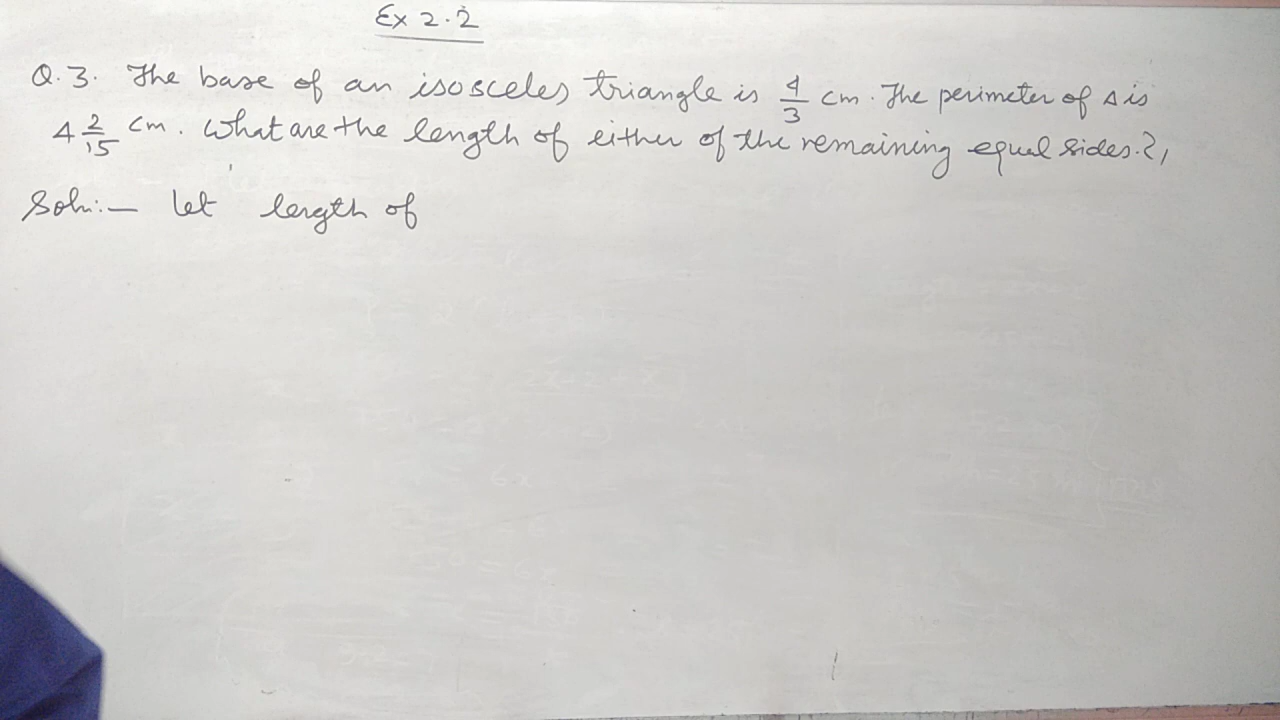 Ex 2.2
Q.3. The base of an isosceles triangle is 4/3 cm. The perimeter of Δ is
4 2/15 cm. What are the length of either of the remaining equal sides.?,
Soln:— let length of